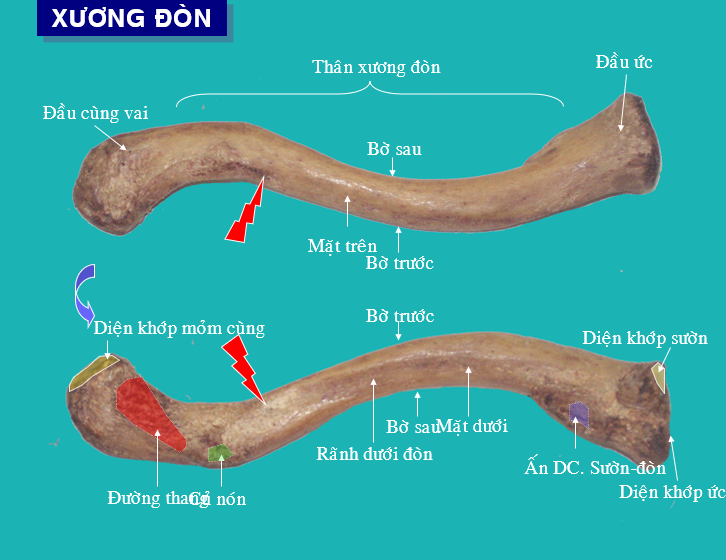 XƯƠNG ĐÒN
Thân xương đòn
Đầu ức
Đầu cùng vai
Bờ sau
Mặt trên
Bờ trước
Diện khớp mỏm cùng
Bờ trước
Diện khớp sườn
Bờ sau
Mặt dưới
Rãnh dưới đòn
Ấn DC. Sườn-đòn
Đường thang
Củ nón
Diện khớp ức